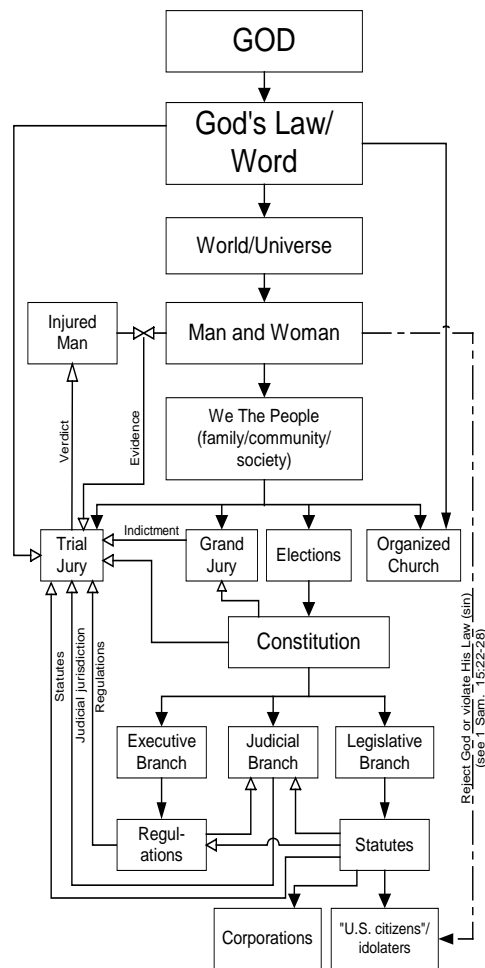 GOD
God's Law/
Word
World/Universe
Injured
Man
Man and Woman
We The People
(family/community/
society)
Verdict
Evidence
Trial
Jury
Indictment
Grand
Jury
Elections
Organized
Church
Constitution
Statutes
Judicial jurisdiction
Regulations
Reject God or violate His Law (sin)
(see 1 Sam. 15:22-28)
Executive
Branch
Judicial
Branch
Legislative
Branch
Regul-
ations
Statutes
Corporations
"U.S. citizens"/
idolaters